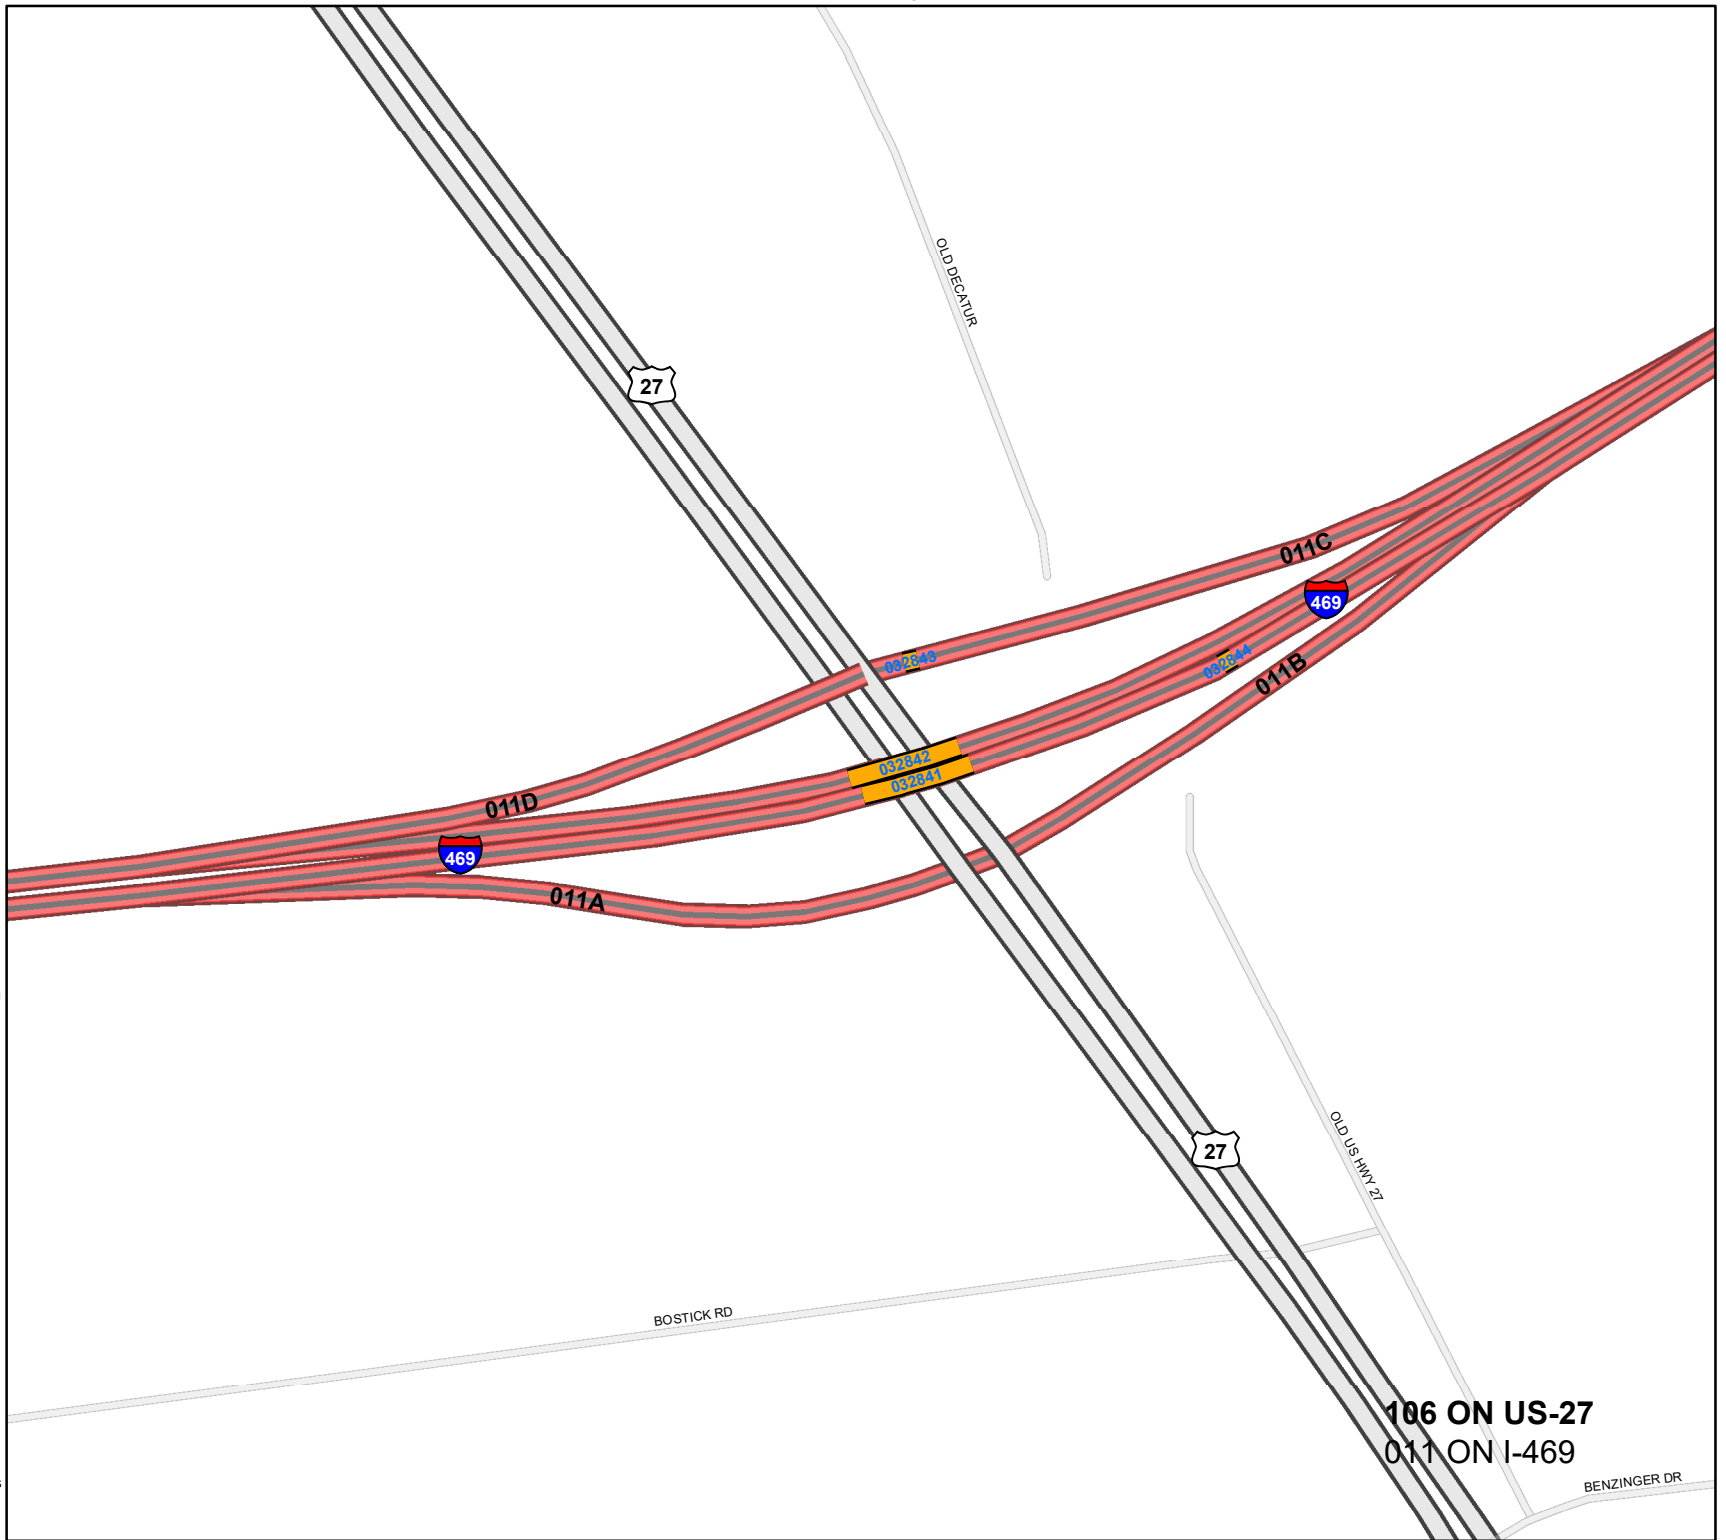 OLD DECATUR
27
011C
469
032843
032844
011B
032842
032841
011D
469
011A
27
OLD US HWY 27
BOSTICK RD
106 ON US-27
011 ON I-469
BENZINGER DR